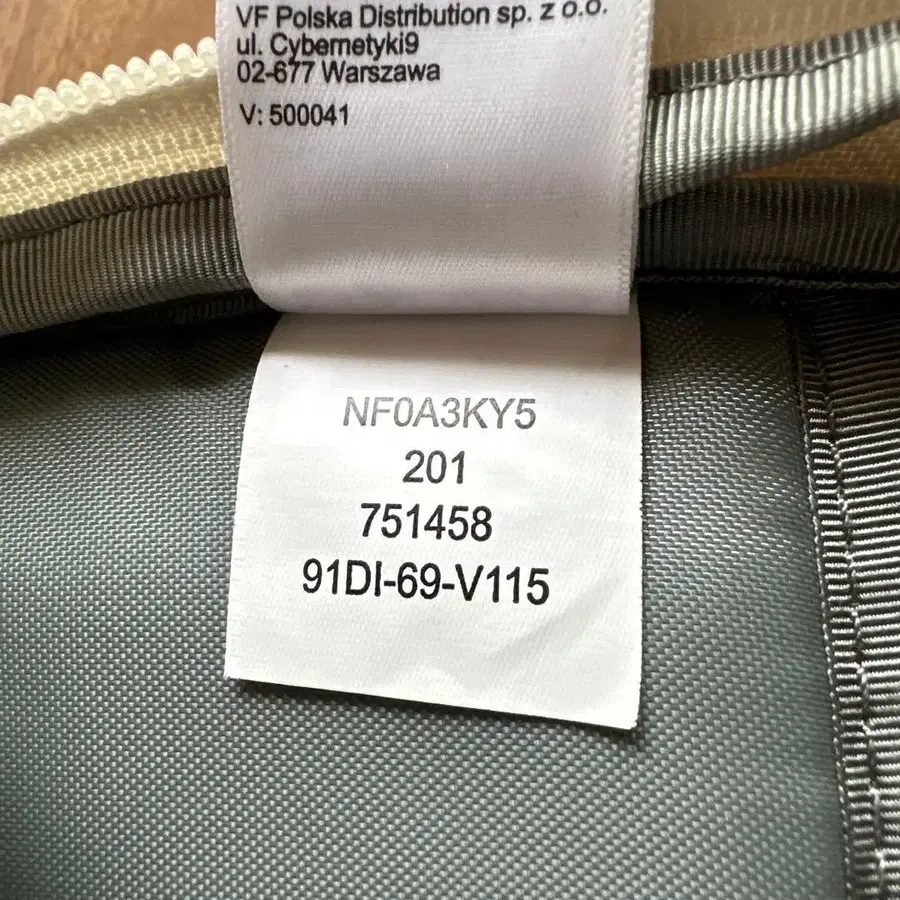 VF Polska Distribution sp. z o.o.
ul. Cybernetyki9
02-677 Warszawa
V: 500041
NF0A3KY5
201
751458
91DI-69-V115